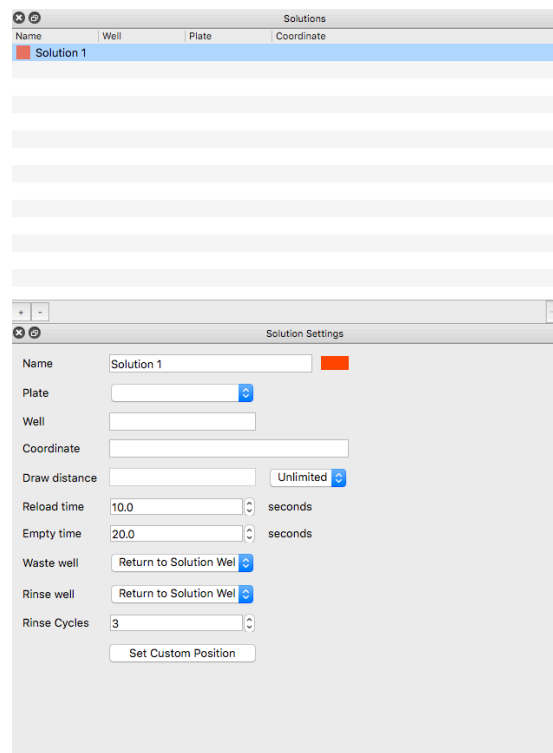 Solutions
Name Well Plate Coordinate
Solution 1
+ -
Solution Settings
Name Solution 1
Plate
Well
Coordinate
Draw distance Unlimited
Reload time 10.0 seconds
Empty time 20.0 seconds
Waste well Return to Solution Wel
Rinse well Return to Solution Wel
Rinse Cycles 3
Set Custom Position